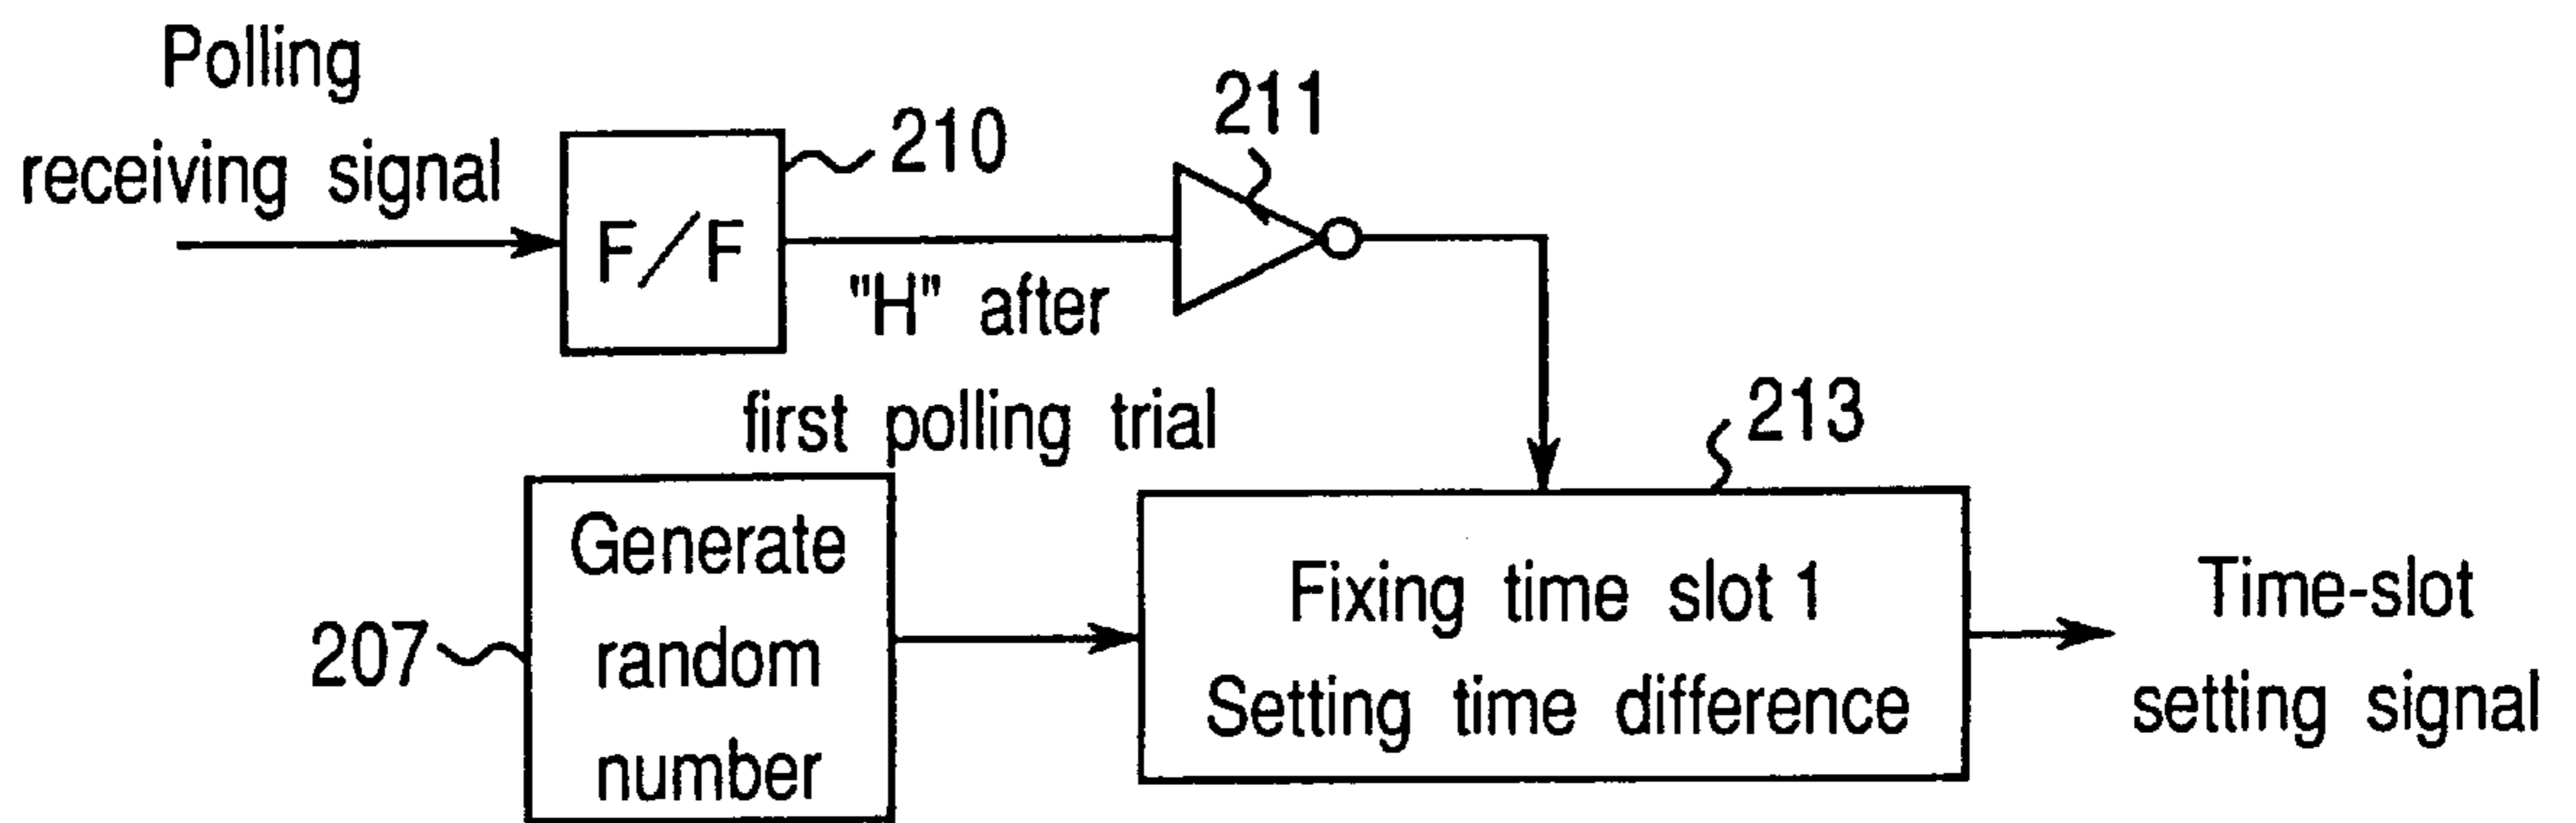 Polling
receiving signal
210
211
F/F
"H" after
first polling trial
213
Generate
random
number
207
Fixing time slot 1
Setting time difference
Time-slot
setting signal